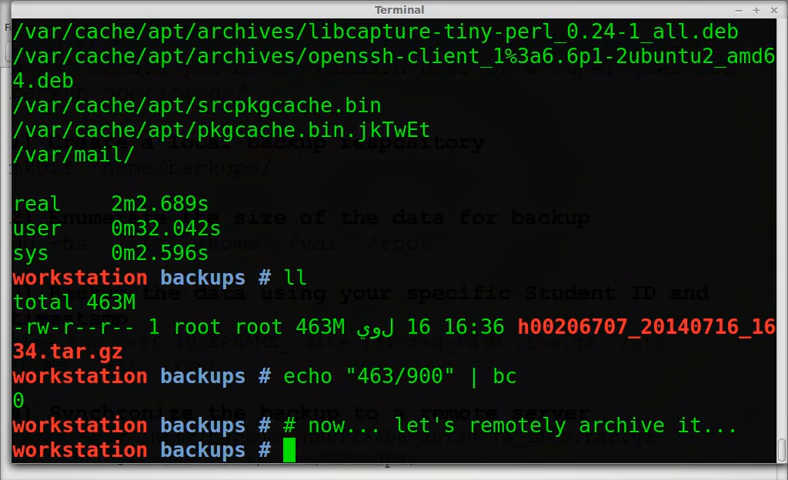 Terminal
/var/cache/apt/archives/libcapture-tiny-perl_0.24-1_all.deb
/var/cache/apt/archives/openssh-client_1%3a6.6p1-2ubuntu2_amd6
4.deb
/var/cache/apt/srcpkgcache.bin
/var/cache/apt/pkgcache.bin.jkTwEt
/var/mail/
real 2m2.689s
user 0m32.042s
sys 0m2.596s
workstation backups # ll
total 463M
-rw-r--r-- 1 root root 463M لوي 16 16:36 h00206707_20140716_16
34.tar.gz
workstation backups # echo "463/900" | bc
0
workstation backups # # now... let's remotely archive it...
workstation backups #